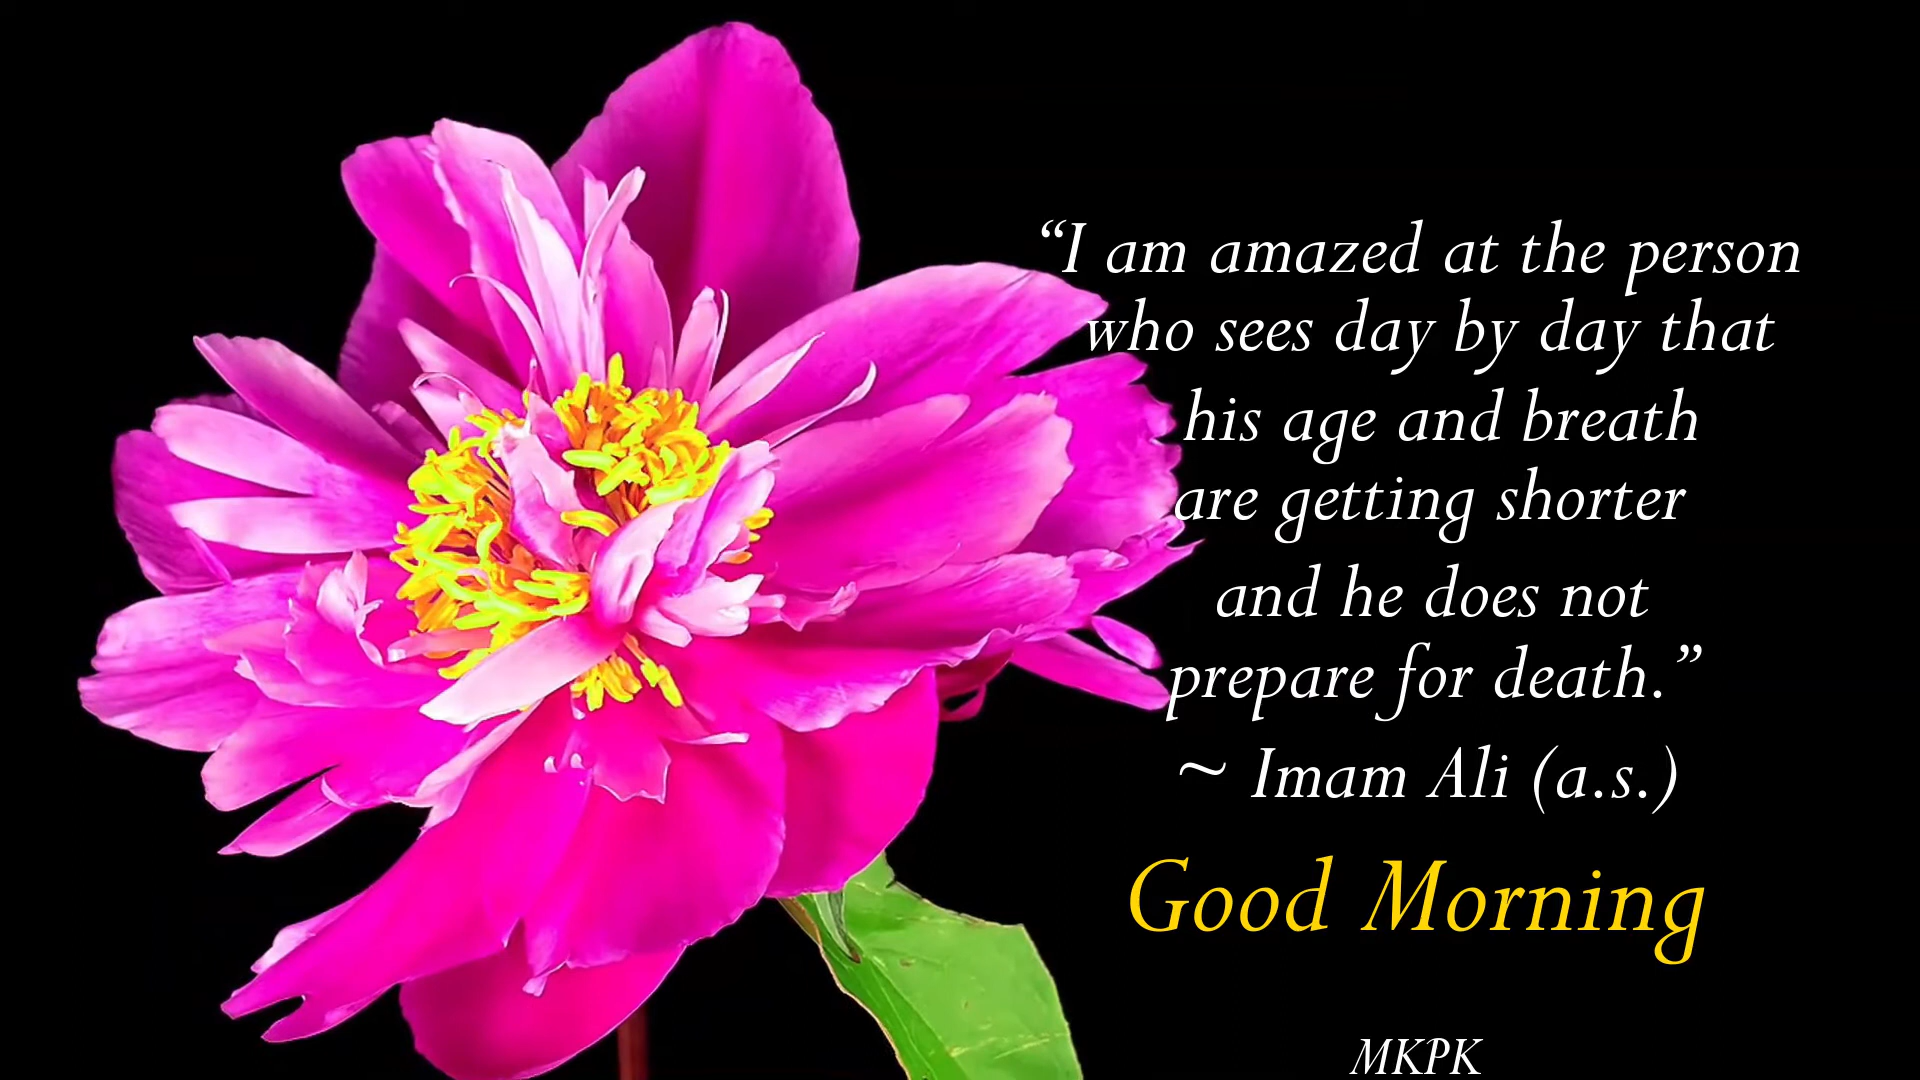 “I am amazed at the person
who sees day by day that
his age and breath
are getting shorter
and he does not
prepare for death.”
~ Imam Ali (a.s.)
Good Morning
MKPK